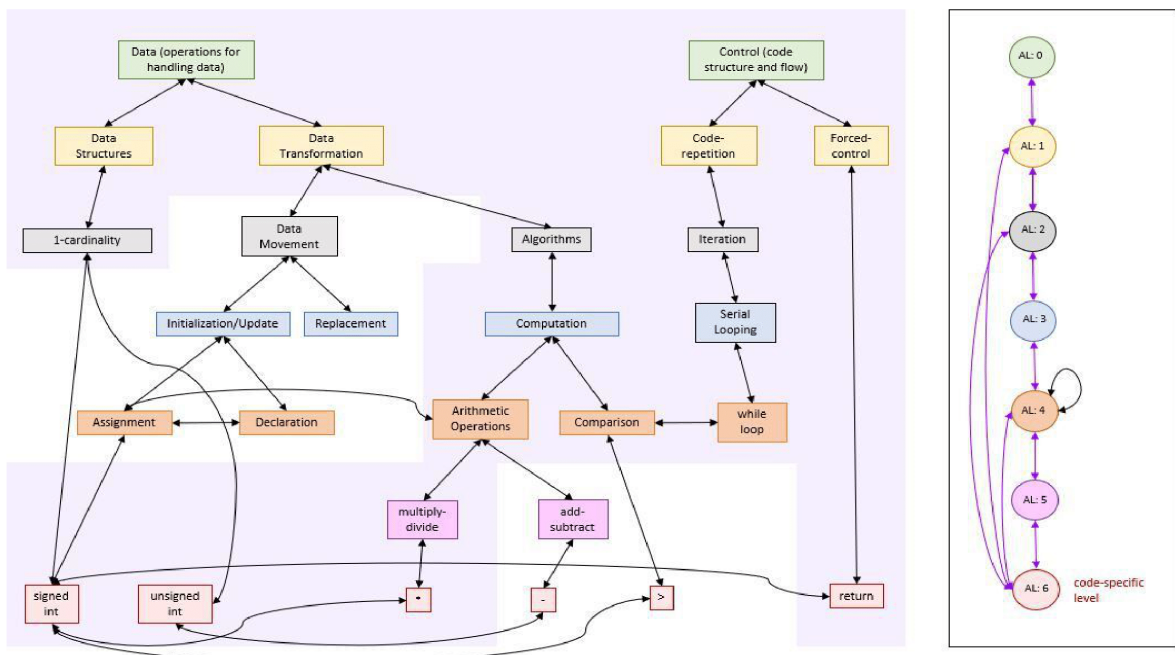 Data (operations for
handling data)
Control (code
structure and flow)
Data
Structures
Data
Transformation
Code-
repetition
Forced-
control
1-cardinality
Data
Movement
Algorithms
Iteration
Initialization/Update
Replacement
Computation
Serial
Looping
Assignment
Declaration
Arithmetic
Operations
Comparison
while
loop
multiply-
divide
add-
subtract
signed
int
unsigned
int
*
-
>
return
AL: 0
AL: 1
AL: 2
AL: 3
AL: 4
AL: 5
AL: 6
code-specific
level